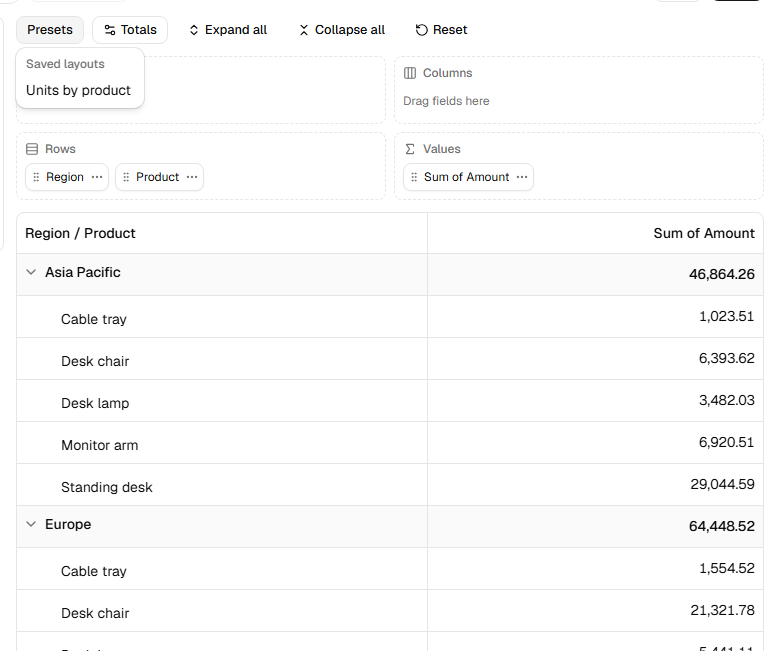 Presets Totals Expand all Collapse all Reset
Saved layouts
Units by product
Columns
Drag fields here
Rows
Region Product
Values
Sum of Amount
Region / Product Sum of Amount
Asia Pacific 46,864.26
Cable tray 1,023.51
Desk chair 6,393.62
Desk lamp 3,482.03
Monitor arm 6,920.51
Standing desk 29,044.59
Europe 64,448.52
Cable tray 1,554.52
Desk chair 21,321.78